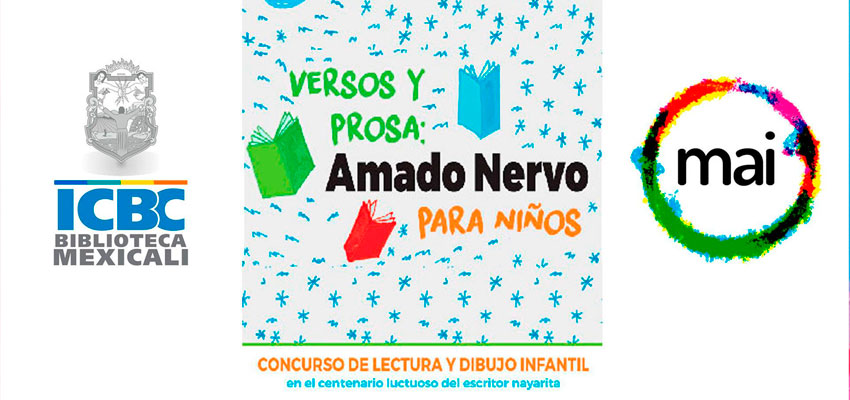 ICBC
BIBLIOTECA
MEXICALI
VERSOS Y
PROSA:
Amado Nervo
PARA NIÑOS
CONCURSO DE LECTURA Y DIBUJO INFANTIL
en el centenario luctuoso del escritor nayarita
mai